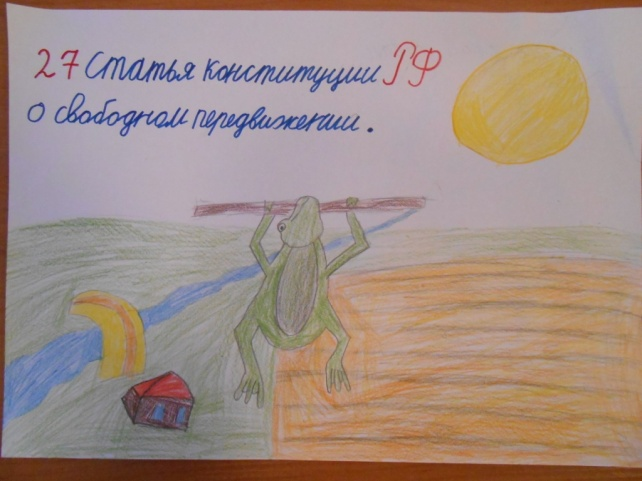 27 Статья конституции РФ
о свободном передвижении.